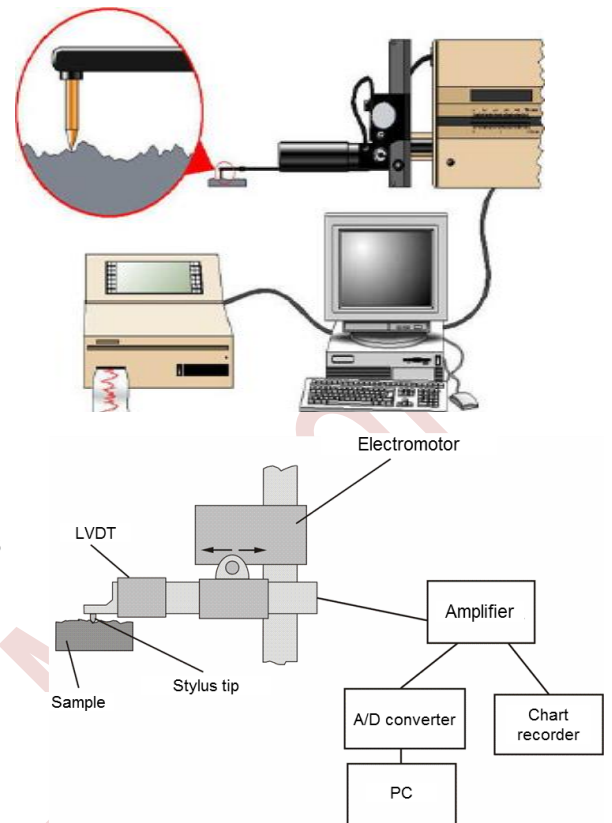 Electromotor
LVDT
Amplifier
Stylus tip
Sample
A/D converter
Chart
recorder
PC